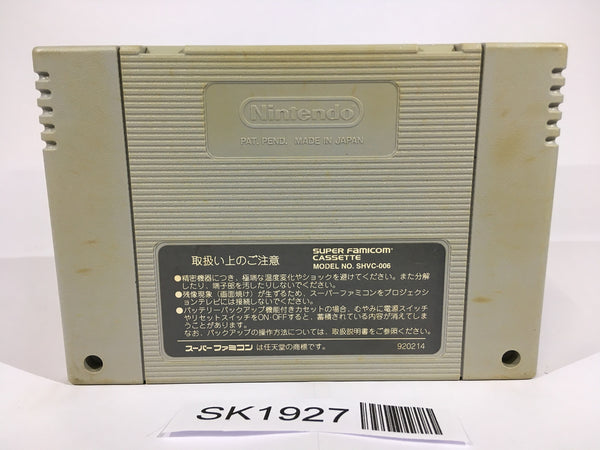 Nintendo
PAT. PEND. MADE IN JAPAN
取扱い上のご注意
SUPER FAMICOM
CASSETTE
MODEL NO. SHVC-006
●精密機器につき、極端な温度変化やショックを避けてください。また分解
したり、端子部を汚したりしないでください。
●残像現象（画面焼け）が生ずるため、スーパーファミコンをプロジェクシ
ョンテレビには接続しないでください。
●バッテリーバックアップ機能付きカセットの場合、むやみに電源スイッチ
やリセットスイッチをON・OFFすると、蓄積されている内容が消えてしま
うことがあります。
なお、バックアップの操作方法については、取扱説明書をご参照ください。
スーパーファミコンは任天堂の商標です。
920214
SK1927